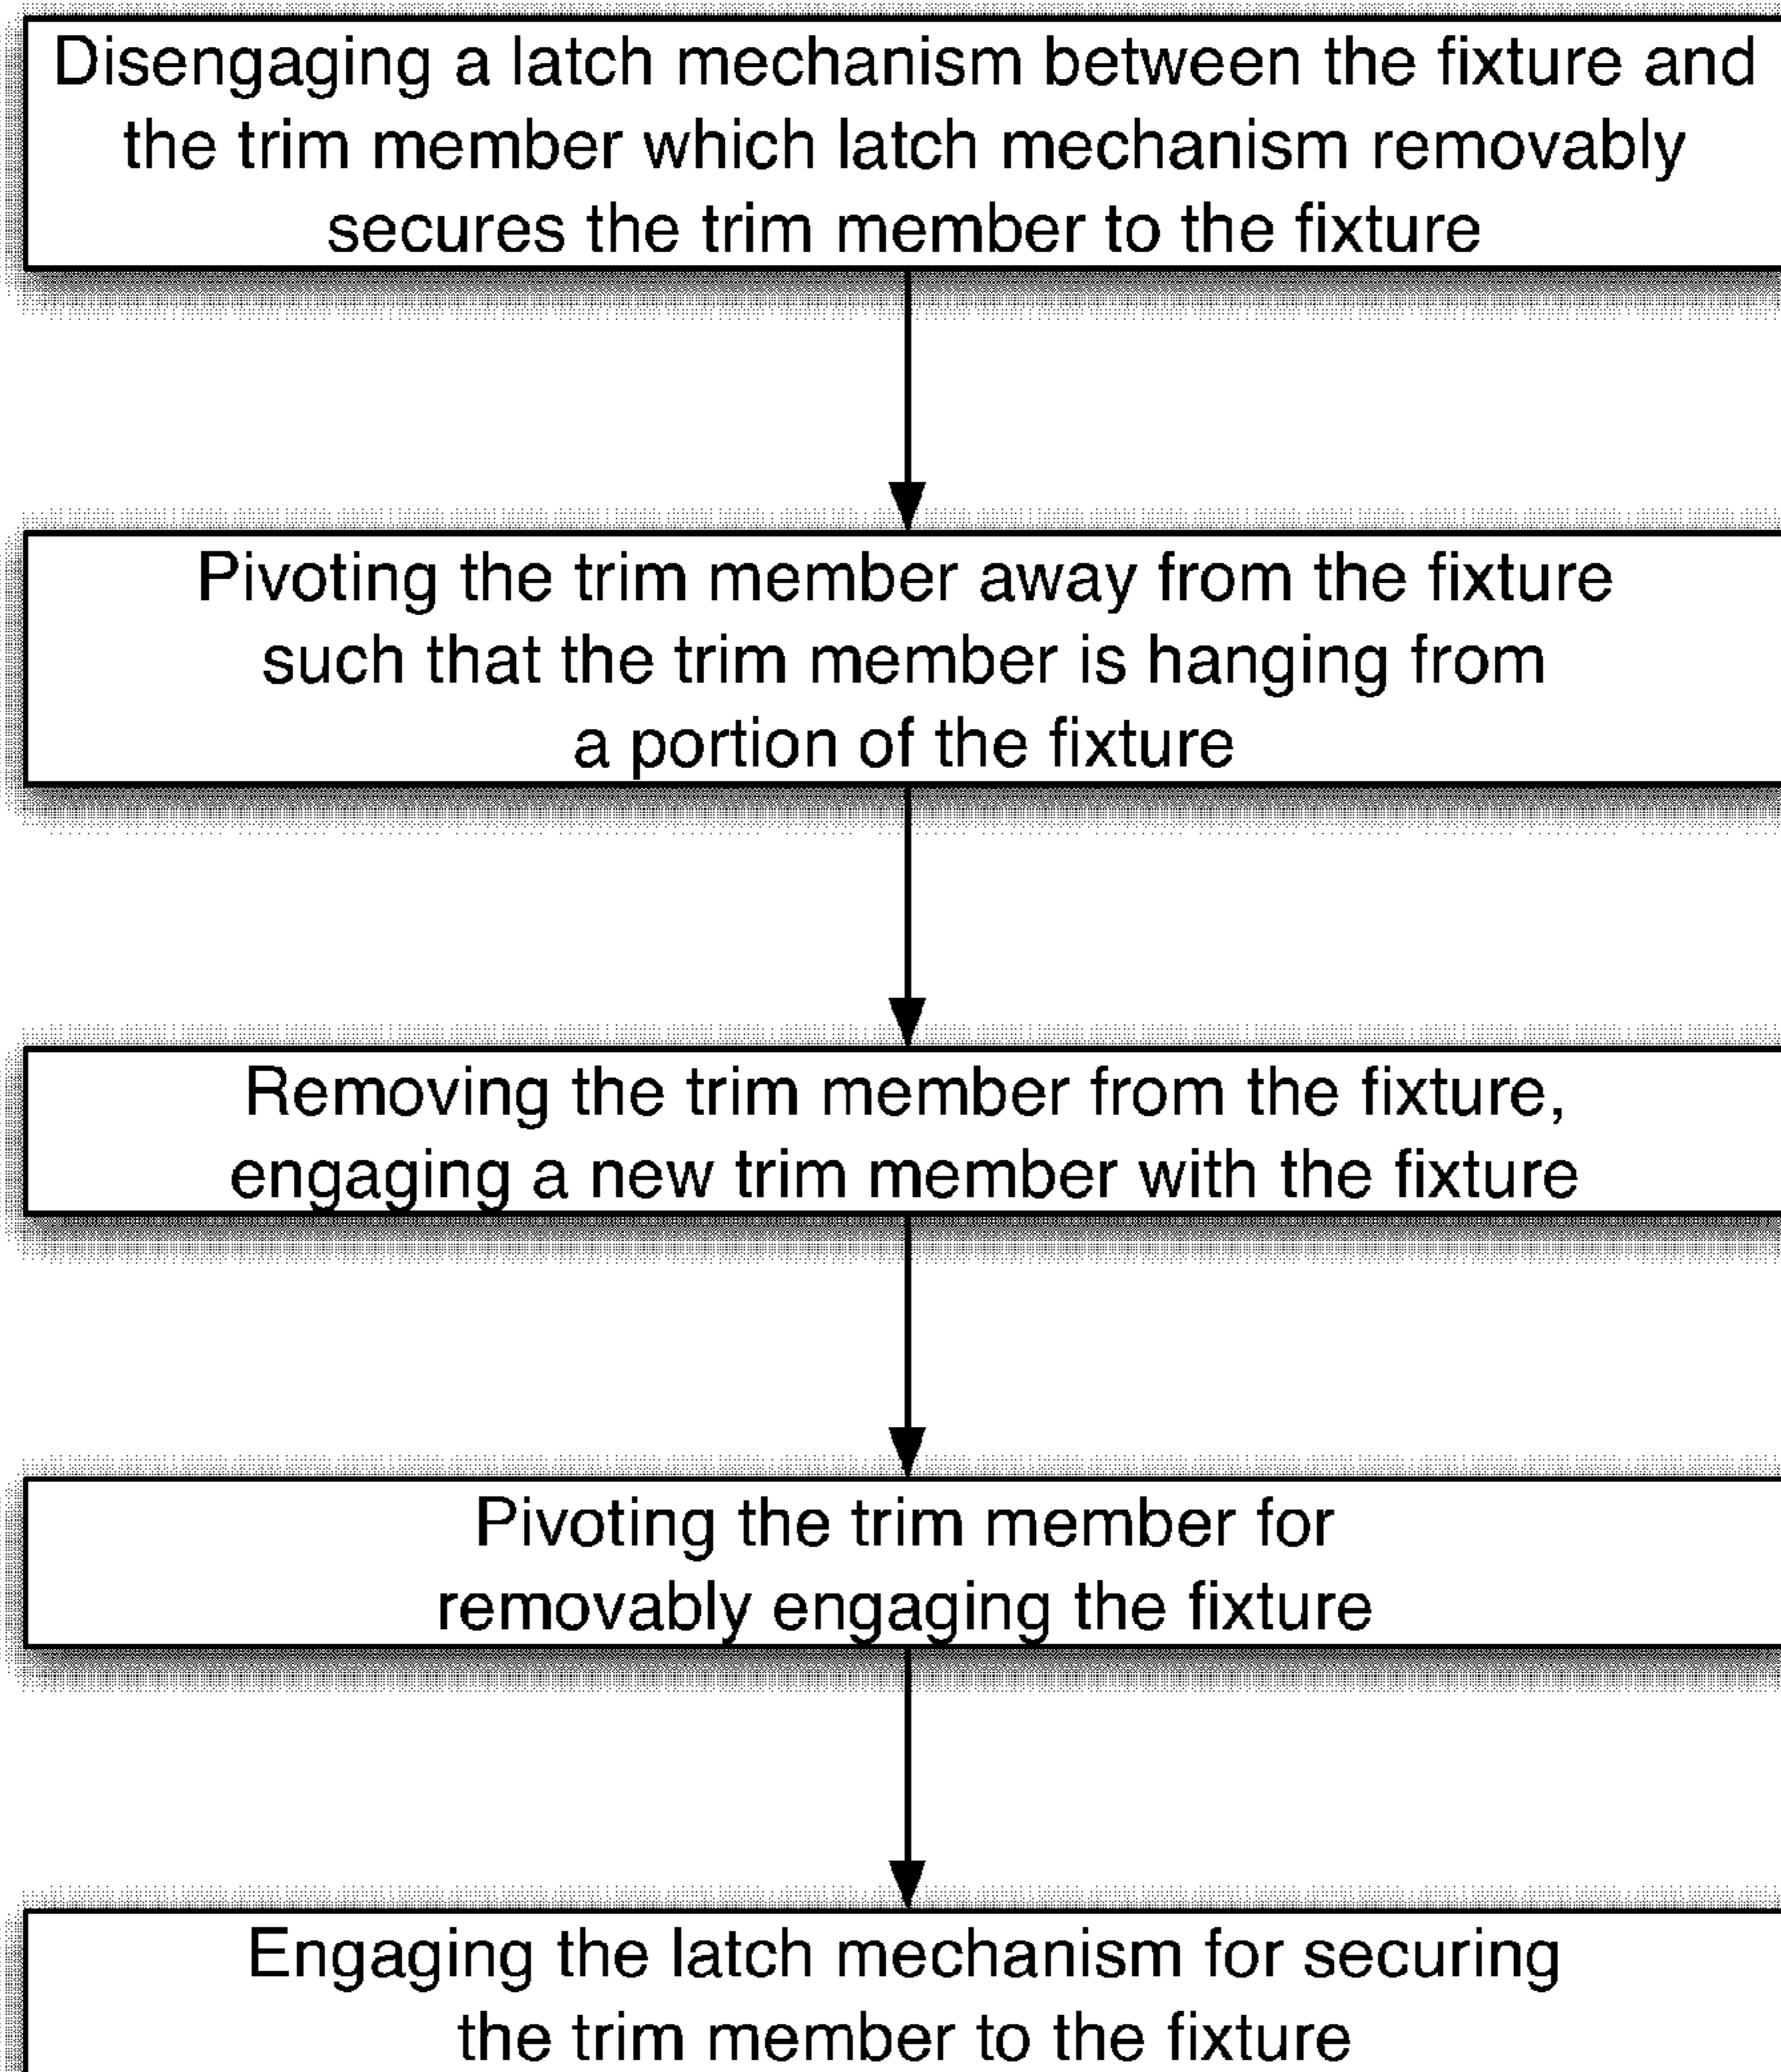 Disengaging a latch mechanism between the fixture and
the trim member which latch mechanism removably
secures the trim member to the fixture
Pivoting the trim member away from the fixture
such that the trim member is hanging from
a portion of the fixture
Removing the trim member from the fixture,
engaging a new trim member with the fixture
Pivoting the trim member for
removably engaging the fixture
Engaging the latch mechanism for securing
the trim member to the fixture